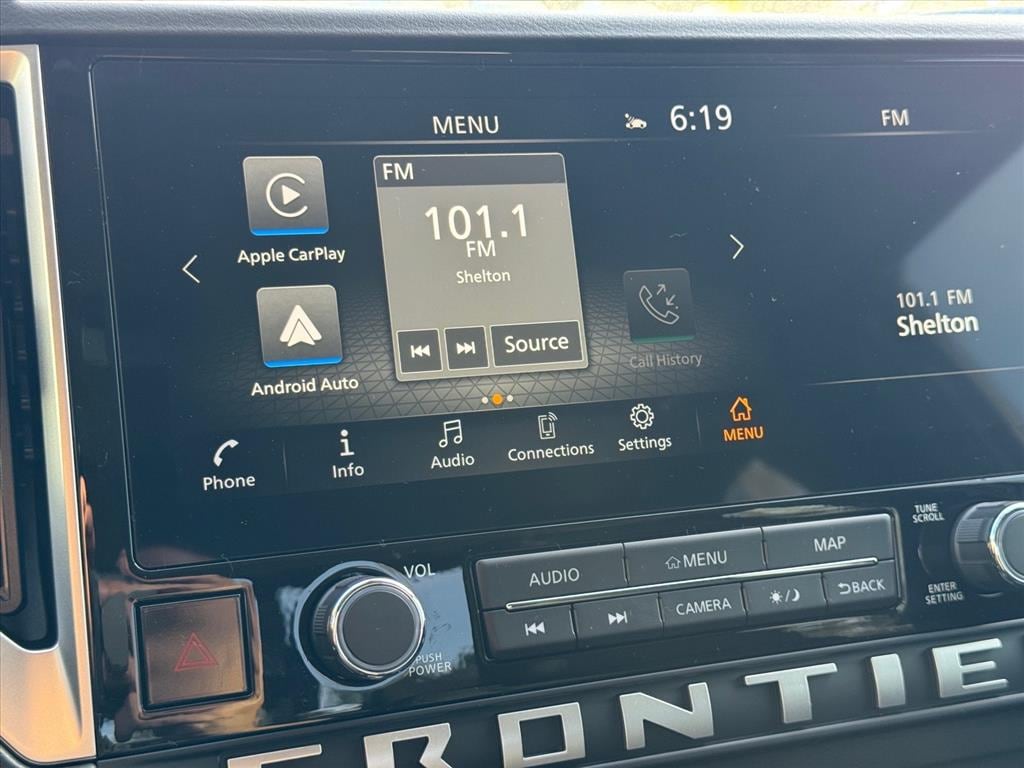 MENU
6:19
FM
Apple CarPlay
FM
101.1
FM
Shelton
Source
Android Auto
Call History
101.1 FM
Shelton
Phone
Info
Audio
Connections
Settings
MENU
VOL
PUSH
POWER
AUDIO
MENU
MAP
CAMERA
BACK
TUNE
SCROLL
ENTER
SETTING
FRONTIE